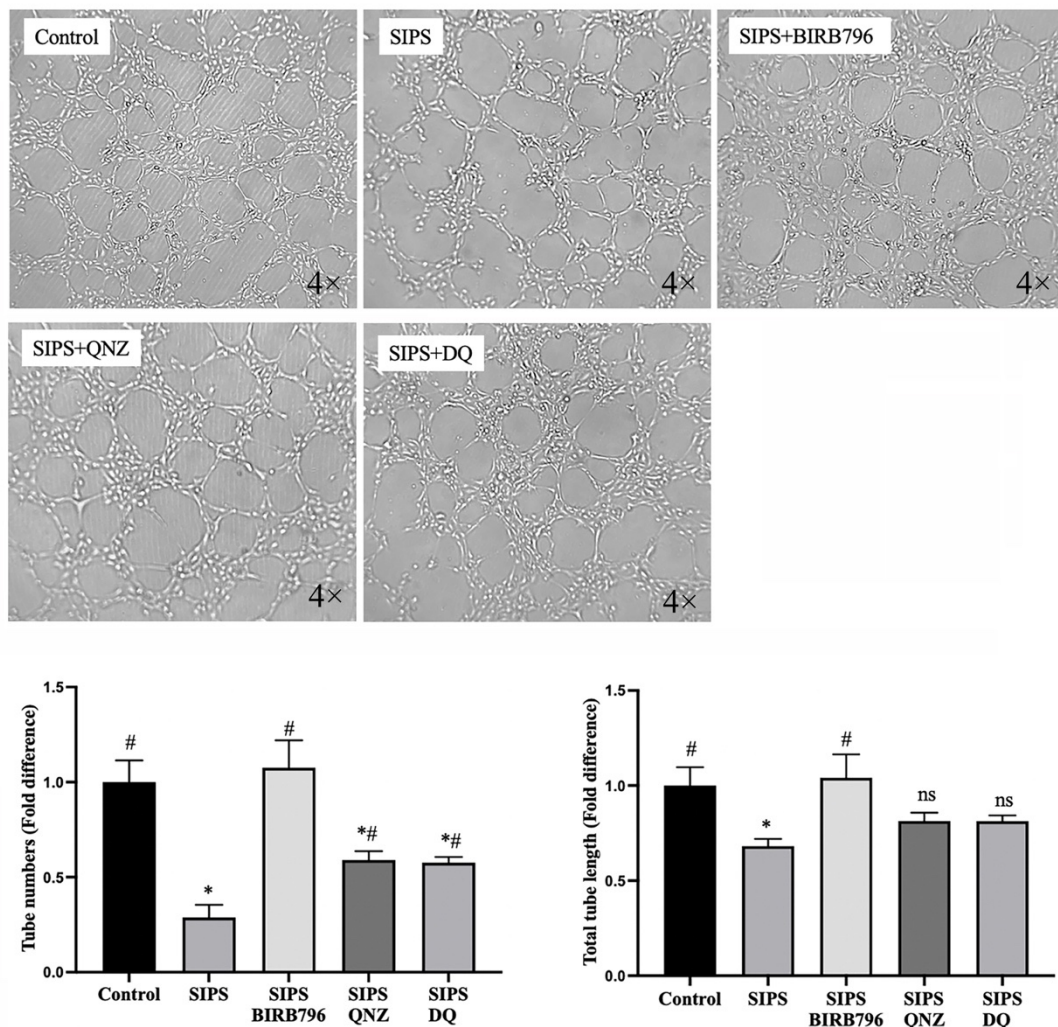 Control
SIPS
SIPS+BIRB796
4×
4×
4×
SIPS+QNZ
SIPS+DQ
4×
4×
Tube numbers (Fold difference)
1.5
1.0
0.5
0.0
#
*
#
*#
*#
Control
SIPS
SIPS
BIRB796
SIPS
QNZ
SIPS
DQ
Total tube length (Fold difference)
1.5
1.0
0.5
0.0
#
*
#
ns
ns
Control
SIPS
SIPS
BIRB796
SIPS
QNZ
SIPS
DQ